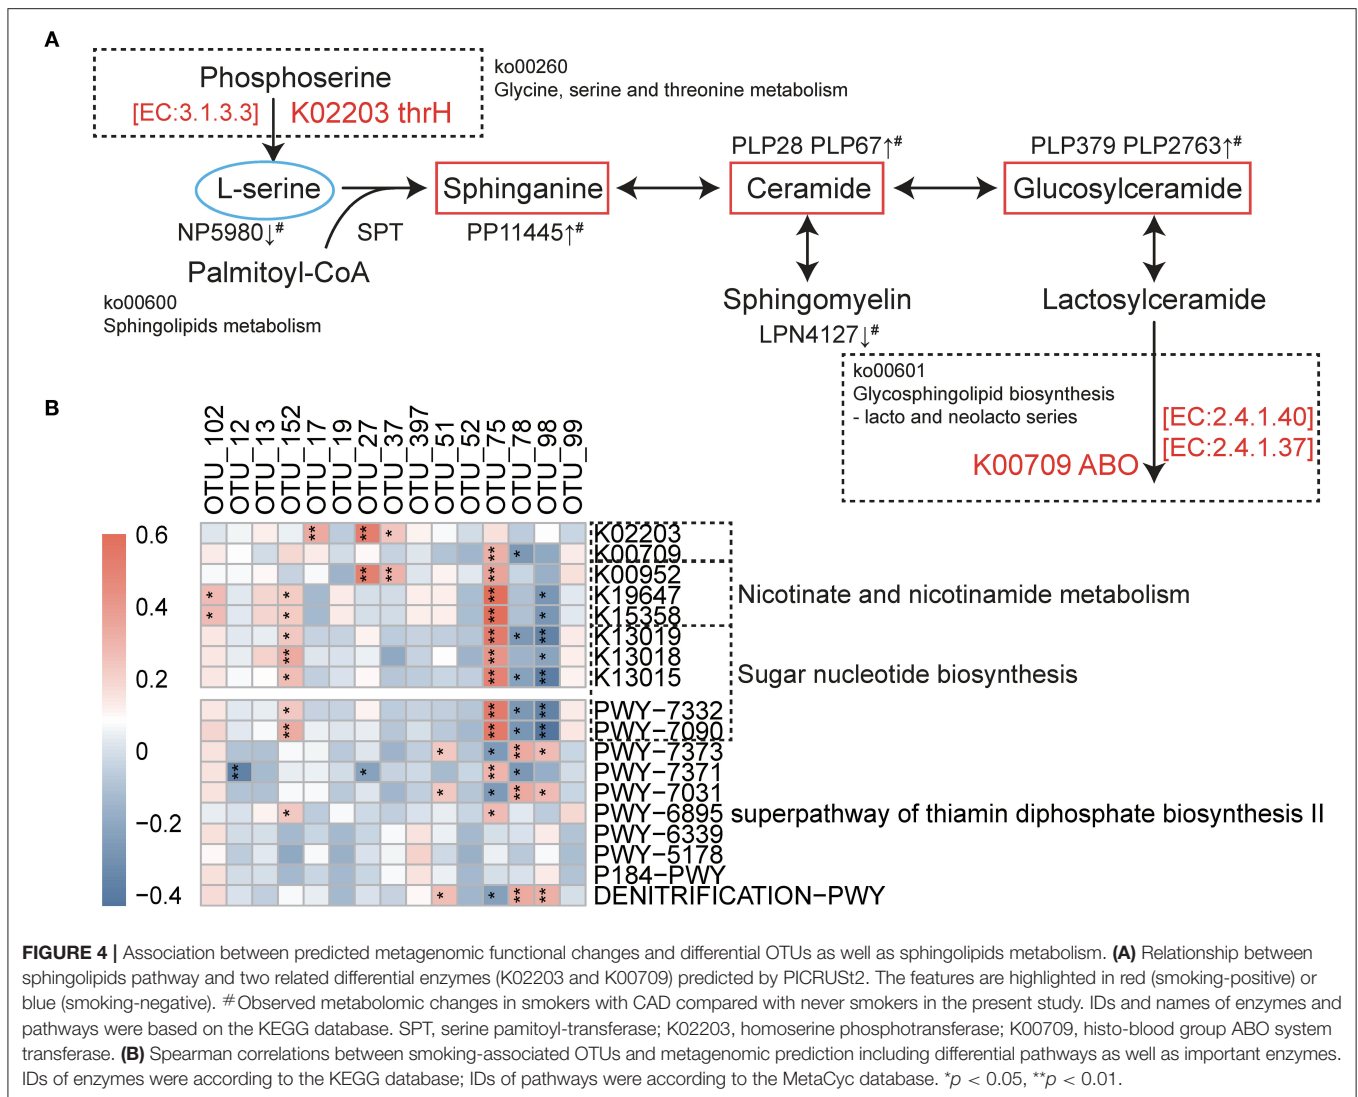 A
Phosphoserine
[EC:3.1.3.3] K02203 thrH
ko00260
Glycine, serine and threonine metabolism
PLP28 PLP67↑#
PLP379 PLP2763↑#
L-serine
Sphinganine
Ceramide
Glucosylceramide
NP5980↓#
SPT
PP11445↑#
Palmitoyl-CoA
ko00600
Sphingolipids metabolism
Sphingomyelin
LPN4127↓#
Lactosylceramide
ko00601
Glycosphingolipid biosynthesis
- lacto and neolacto series
[EC:2.4.1.40]
[EC:2.4.1.37]
K00709 ABO
B
OTU_102
OTU_12
OTU_13
OTU_152
OTU_17
OTU_19
OTU_27
OTU_37
OTU_397
OTU_51
OTU_52
OTU_75
OTU_78
OTU_98
OTU_99
0.6
0.4
0.2
0
−0.2
−0.4
K02203
K00709
K00952
K19647
K15358
K13019
K13018
K13015
Nicotinate and nicotinamide metabolism
Sugar nucleotide biosynthesis
PWY−7332
PWY−7090
PWY−7373
PWY−7371
PWY−7031
PWY−6895 superpathway of thiamin diphosphate biosynthesis II
PWY−6339
PWY−5178
P184−PWY
DENITRIFICATION−PWY
FIGURE 4 | Association between predicted metagenomic functional changes and differential OTUs as well as sphingolipids metabolism. (A) Relationship between
sphingolipids pathway and two related differential enzymes (K02203 and K00709) predicted by PICRUSt2. The features are highlighted in red (smoking-positive) or
blue (smoking-negative). #Observed metabolomic changes in smokers with CAD compared with never smokers in the present study. IDs and names of enzymes and
pathways were based on the KEGG database. SPT, serine pamitoyl-transferase; K02203, homoserine phosphotransferase; K00709, histo-blood group ABO system
transferase. (B) Spearman correlations between smoking-associated OTUs and metagenomic prediction including differential pathways as well as important enzymes.
IDs of enzymes were according to the KEGG database; IDs of pathways were according to the MetaCyc database. *p < 0.05, **p < 0.01.